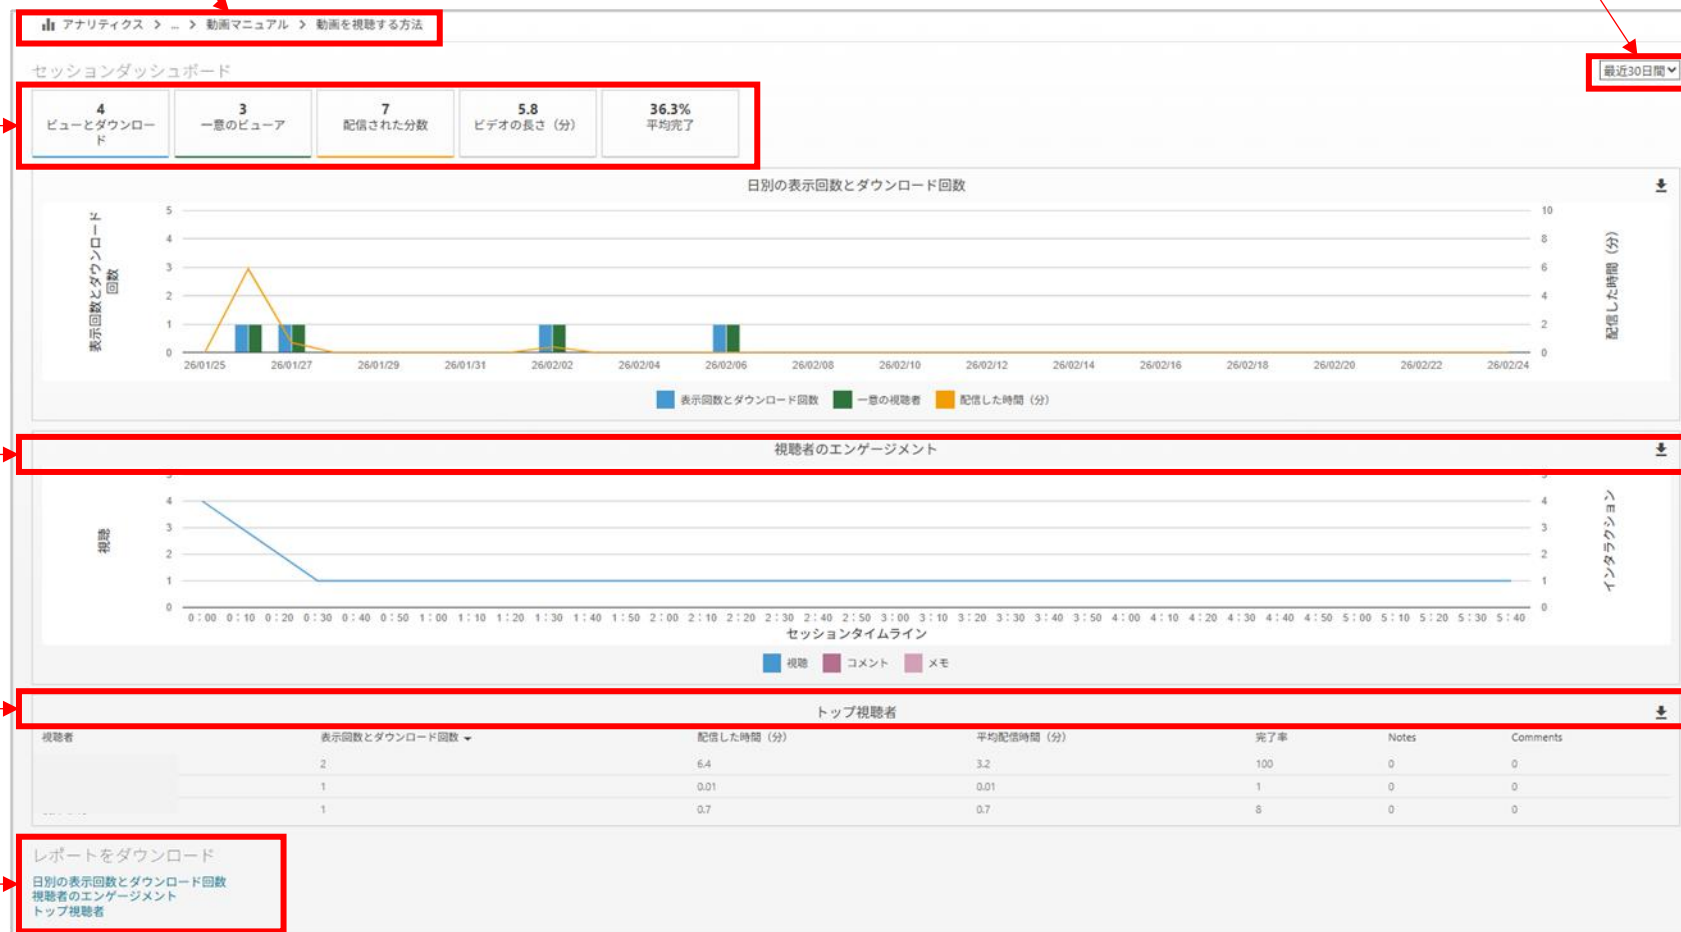 アナリティクス > ... > 動画マニュアル > 動画を視聴する方法
セッションダッシュボード
最近30日間
4
ビューとダウンロー
ド
3
一意のビューア
7
配信された分数
5.8
ビデオの長さ（分）
36.3%
平均完了
日別の表示回数とダウンロード回数
表示回数とダウンロード
回数
5
4
3
2
1
0
10
8
6
4
2
0
配信した時間（分）
26/01/25 26/01/27 26/01/29 26/01/31 26/02/02 26/02/04 26/02/06 26/02/08 26/02/10 26/02/12 26/02/14 26/02/16 26/02/18 26/02/20 26/02/22 26/02/24
表示回数とダウンロード回数 一意の視聴者 配信した時間（分）
視聴者のエンゲージメント
視聴
4
3
2
1
0
4
3
2
1
0
インタラクション
0:00 0:10 0:20 0:30 0:40 0:50 1:00 1:10 1:20 1:30 1:40 1:50 2:00 2:10 2:20 2:30 2:40 2:50 3:00 3:10 3:20 3:30 3:40 3:50 4:00 4:10 4:20 4:30 4:40 4:50 5:00 5:10 5:20 5:30 5:40
セッションタイムライン
視聴 コメント メモ
トップ視聴者
視聴者 表示回数とダウンロード回数 配信した時間（分） 平均配信時間（分） 完了率 Notes Comments
2 6.4 3.2 100 0 0
1 0.01 0.01 1 0 0
1 0.7 0.7 8 0 0
レポートをダウンロード
日別の表示回数とダウンロード回数
視聴者のエンゲージメント
トップ視聴者